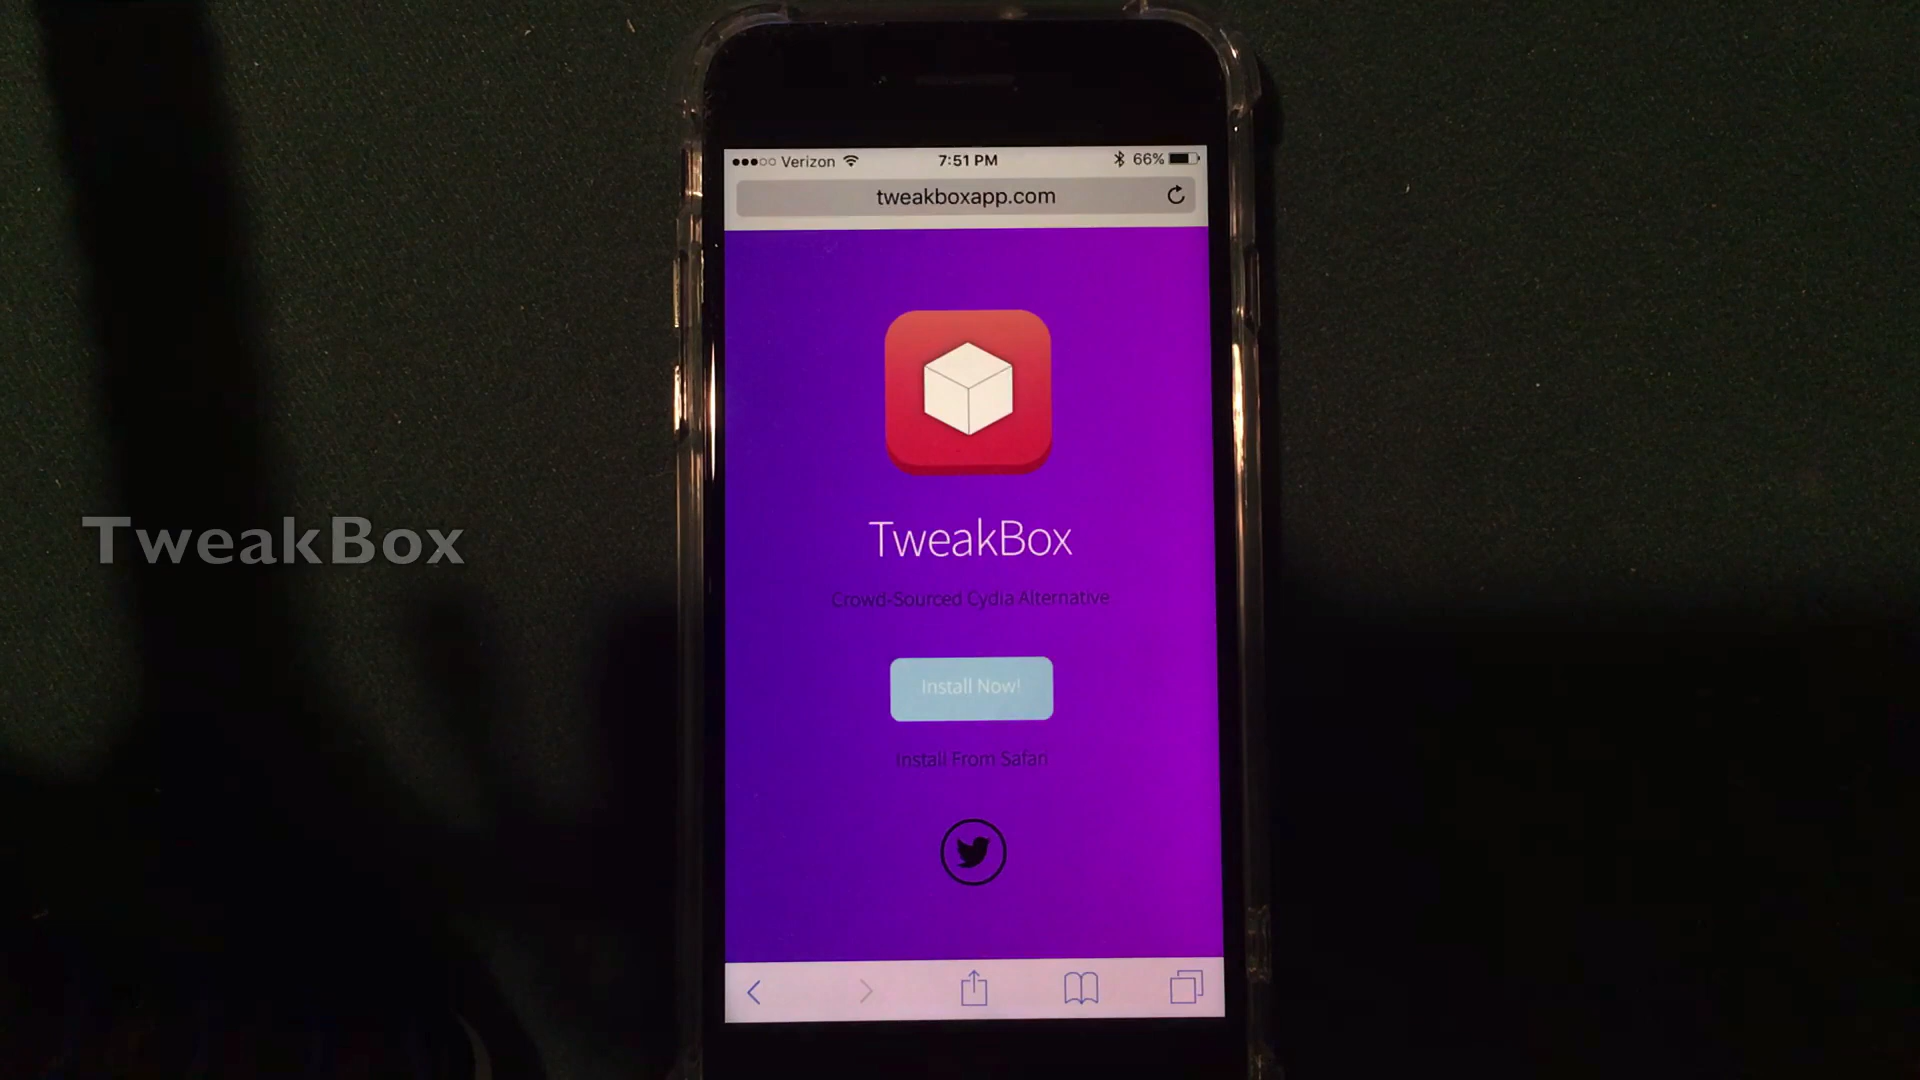 Verizon 7:51 PM 66%
tweakboxapp.com
TweakBox
TweakBox
Crowd-Sourced Cydia Alternative
Install Now!
Install From Safari